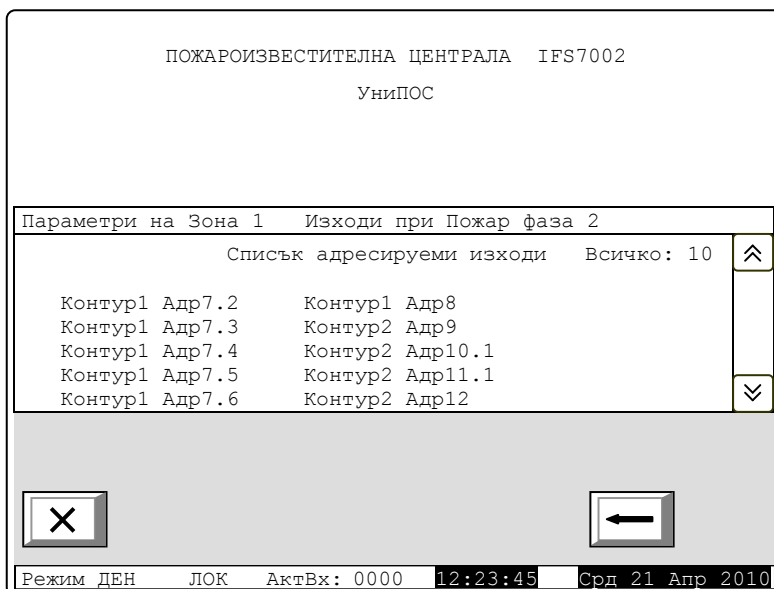 ПОЖАРОИЗВЕСТИТЕЛНА ЦЕНТРАЛА IFS7002
УниПОС
Параметри на Зона 1 Изходи при Пожар фаза 2
Списък адресируеми изходи Всичко: 10
Контур1 Адр7.2 Контур1 Адр8
Контур1 Адр7.3 Контур2 Адр9
Контур1 Адр7.4 Контур2 Адр10.1
Контур1 Адр7.5 Контур2 Адр11.1
Контур1 Адр7.6 Контур2 Адр12
Режим ДЕН ЛОК АктВх: 0000 12:23:45 Срд 21 Апр 2010